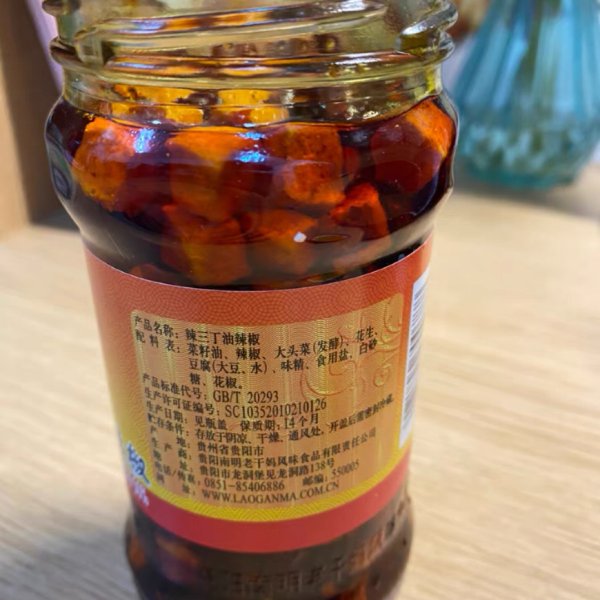 产品名称：辣三丁油辣椒
配料表：菜籽油、辣椒、大头菜(发酵)、花生、
豆腐(大豆、水)，味精、食用盐、白砂
糖、花椒。
产品标准代号：GB/T 20293
生产许可证编号：SC10352010210126
生产日期：见瓶盖 保质期：14个月
贮存条件：存放于阴凉、干燥、通风处，开盖后需密封冷藏。
产地：贵州省贵阳市
生产商：贵阳南明老干妈风味食品有限责任公司
地址：贵阳市龙洞堡见龙洞路138号
电话/传真：0851-85406886 邮编：550005
网址：WWW.LAOGANMA.COM.CN